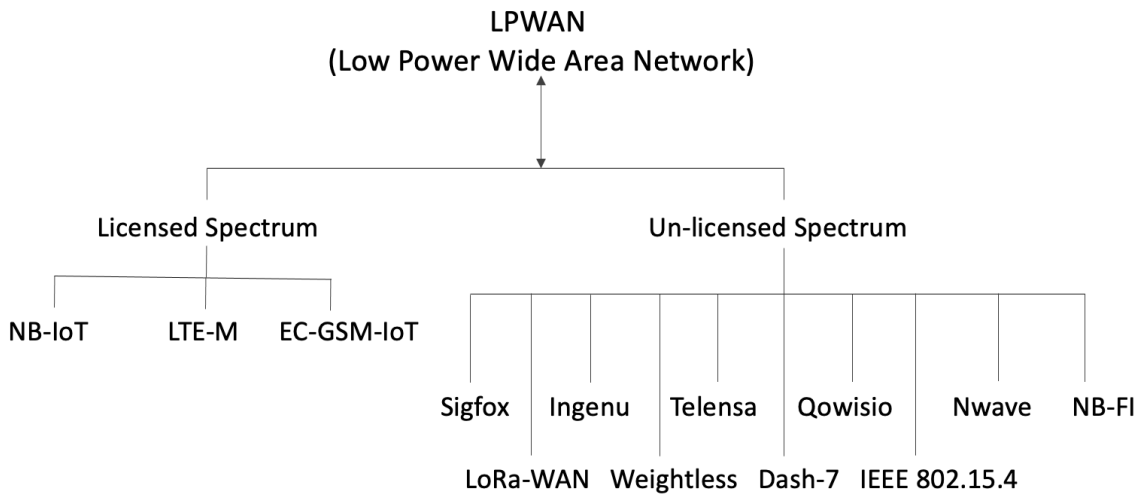 LPWAN
(Low Power Wide Area Network)
Licensed Spectrum
Un-licensed Spectrum
NB-IoT
LTE-M
EC-GSM-IoT
Sigfox
Ingenu
Telensa
Qowisio
Nwave
NB-FI
LoRa-WAN
Weightless
Dash-7
IEEE 802.15.4